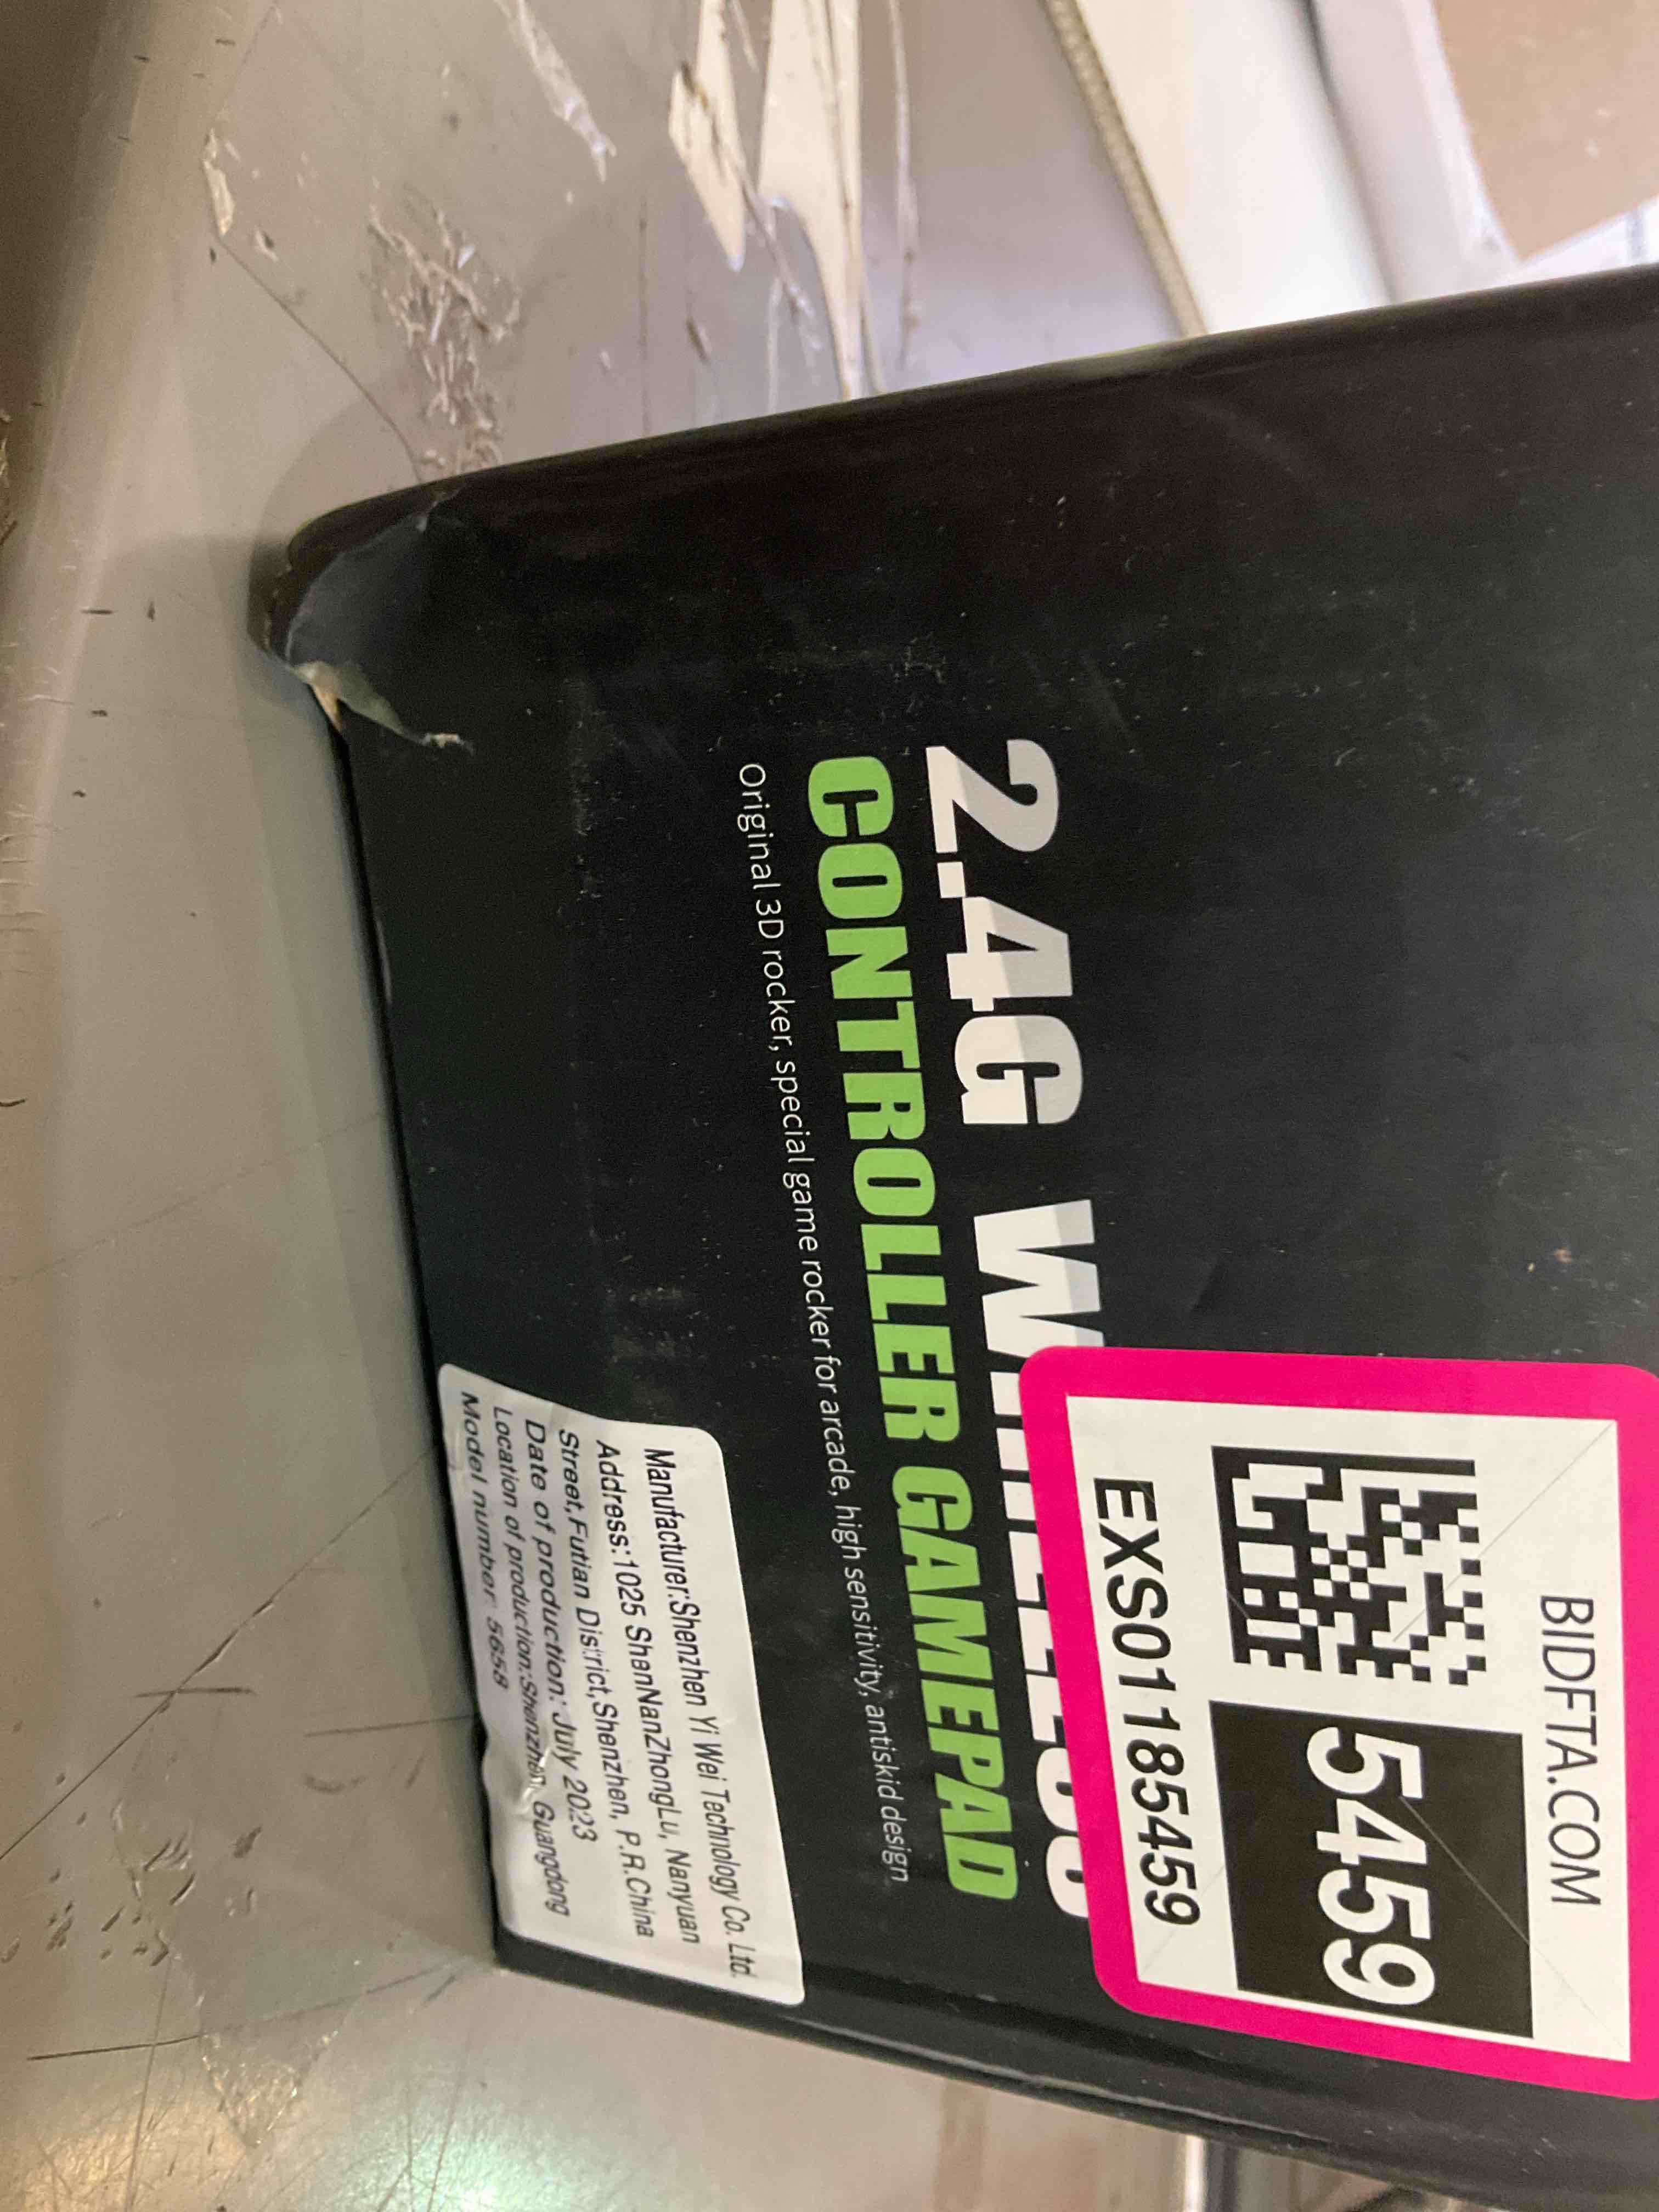 BIDFTA.COM
5459
EXS01185459
2.4G
CONTROLLER GAMEPAD
Original 3D rocker, special game rocker for arcade, high sensitivity, antiskid design
Manufacturer:Shenzhen Yi Wei Technology Co. Ltd.
Address:1025 ShenNanZhongLu, Nanyuan
Street,Futian District,Shenzhen, P.R.China
Date of production: July 2023
Location of production:Shenzhen, Guangdong
Model number: 5658